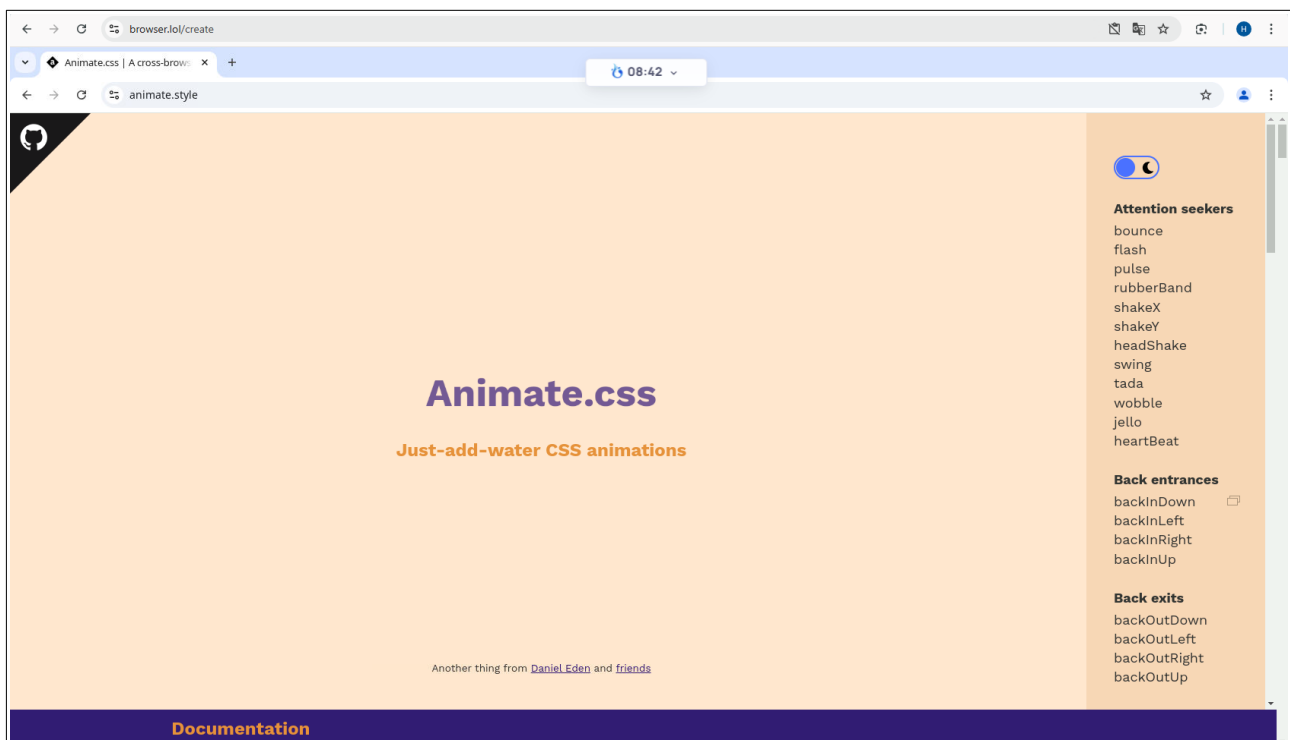 browser.lol/create
H
Animate.css | A cross-brows
08:42
animate.style
Attention seekers
bounce
flash
pulse
rubberBand
shakeX
shakeY
headShake
swing
tada
wobble
jello
heartBeat
Back entrances
backInDown
backInLeft
backInRight
backInUp
Back exits
backOutDown
backOutLeft
backOutRight
backOutUp
Animate.css
Just-add-water CSS animations
Another thing from Daniel Eden and friends
Documentation